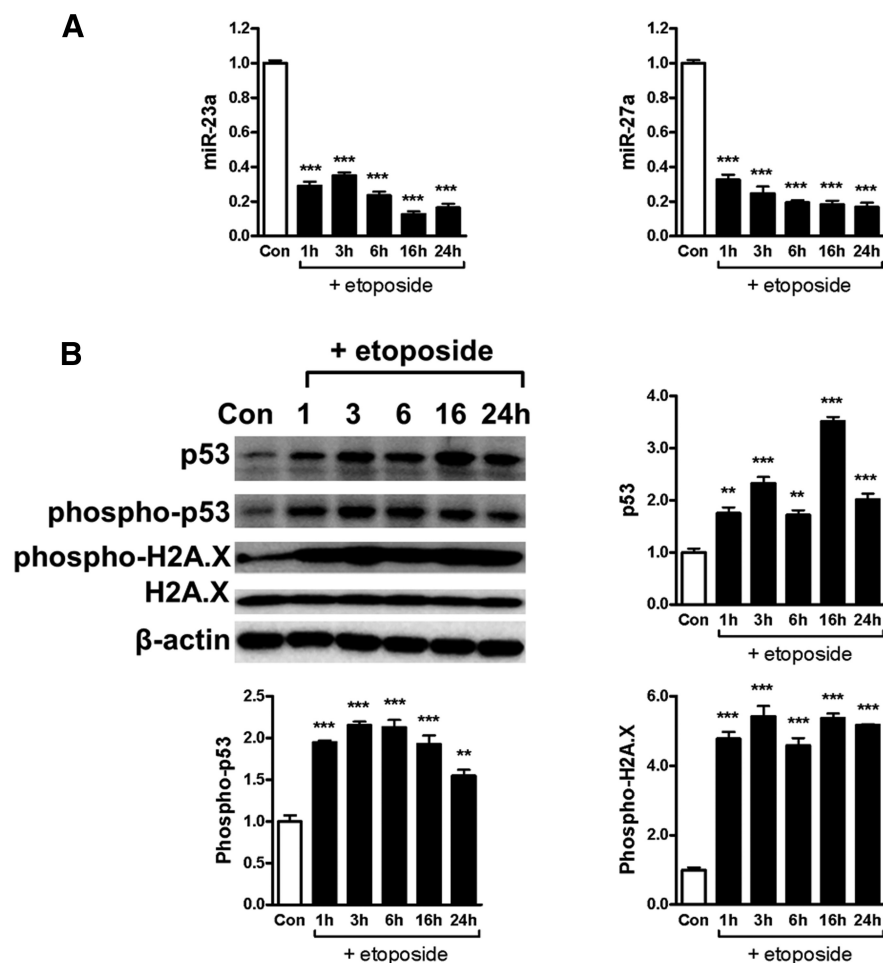 A
miR-23a
1.2
1.0
0.8
0.6
0.4
0.2
0.0
*** *** *** *** ***
Con 1h 3h 6h 16h 24h
+ etoposide
miR-27a
1.2
1.0
0.8
0.6
0.4
0.2
0.0
*** *** *** *** ***
Con 1h 3h 6h 16h 24h
+ etoposide
B
+ etoposide
Con 1 3 6 16 24h
p53
phospho-p53
phospho-H2A.X
H2A.X
β-actin
p53
4.0
3.0
2.0
1.0
0.0
** *** ** *** ***
Con 1h 3h 6h 16h 24h
+ etoposide
Phospho-p53
2.5
2.0
1.5
1.0
0.5
0.0
*** *** *** *** **
Con 1h 3h 6h 16h 24h
+ etoposide
Phospho-H2A.X
6.0
4.0
2.0
0.0
*** *** *** *** ***
Con 1h 3h 6h 16h 24h
+ etoposide